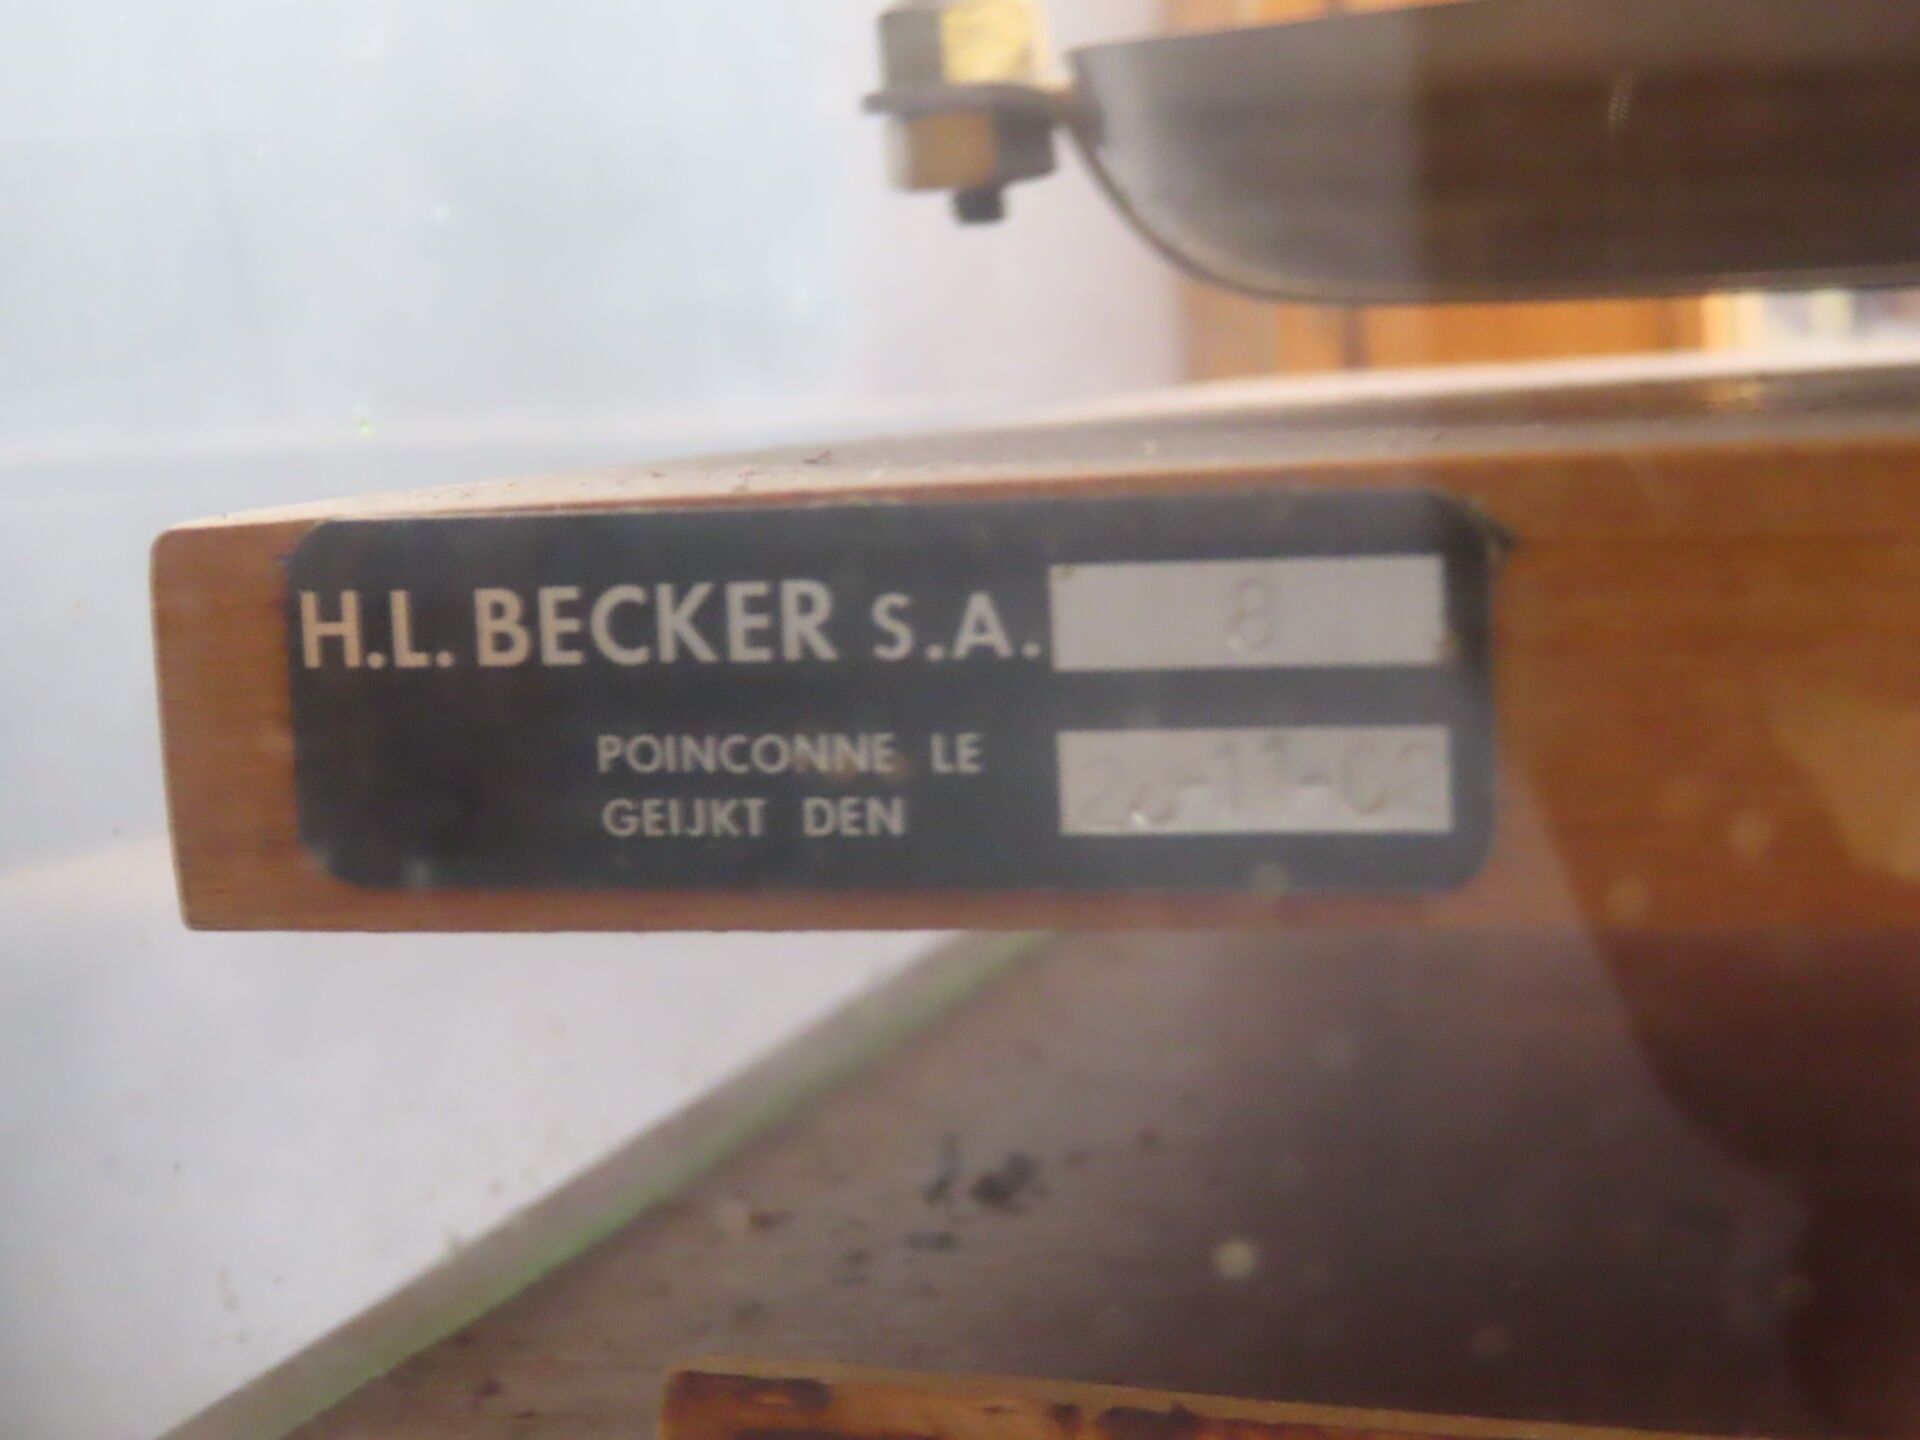 H.L. BECKER S.A. 8
POINCONNE LE
GEIJKT DEN